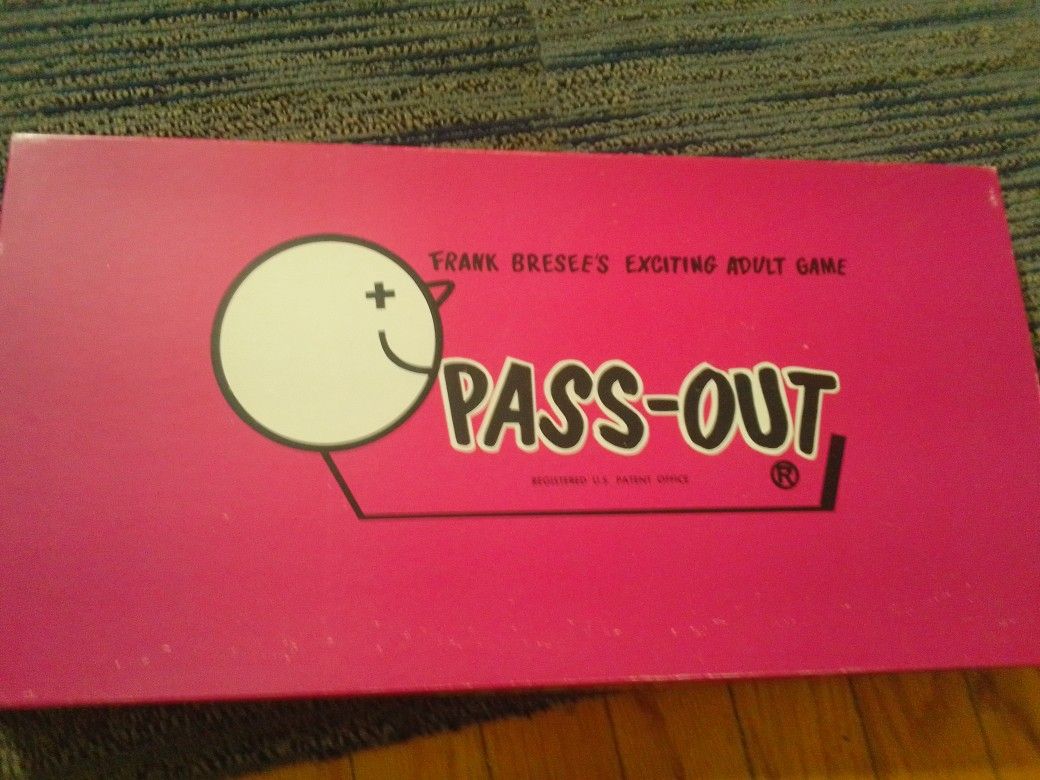 FRANK BRESEE'S EXCITING ADULT GAME
PASS-OUT
REGISTERED U.S. PATENT OFFICE
®